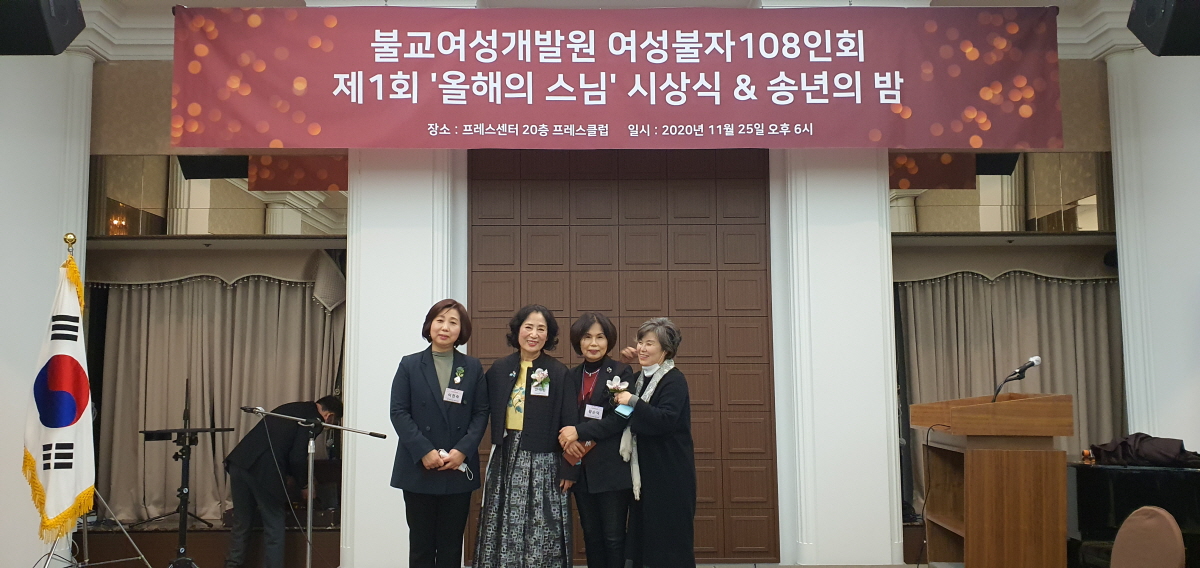 불교여성개발원 여성불자108인회
제1회 '올해의 스님' 시상식 & 송년의 밤
장소 : 프레스센터 20층 프레스클럽 일시 : 2020년 11월 25일 오후 6시